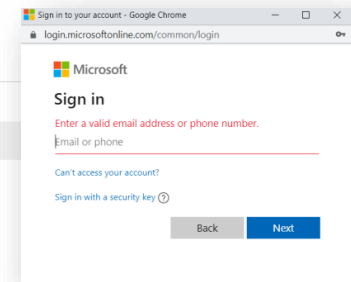 Sign in to your account - Google Chrome
login.microsoftonline.com/common/login
Microsoft
Sign in
Enter a valid email address or phone number.
Email or phone
Can't access your account?
Sign in with a security key ?
Back Next